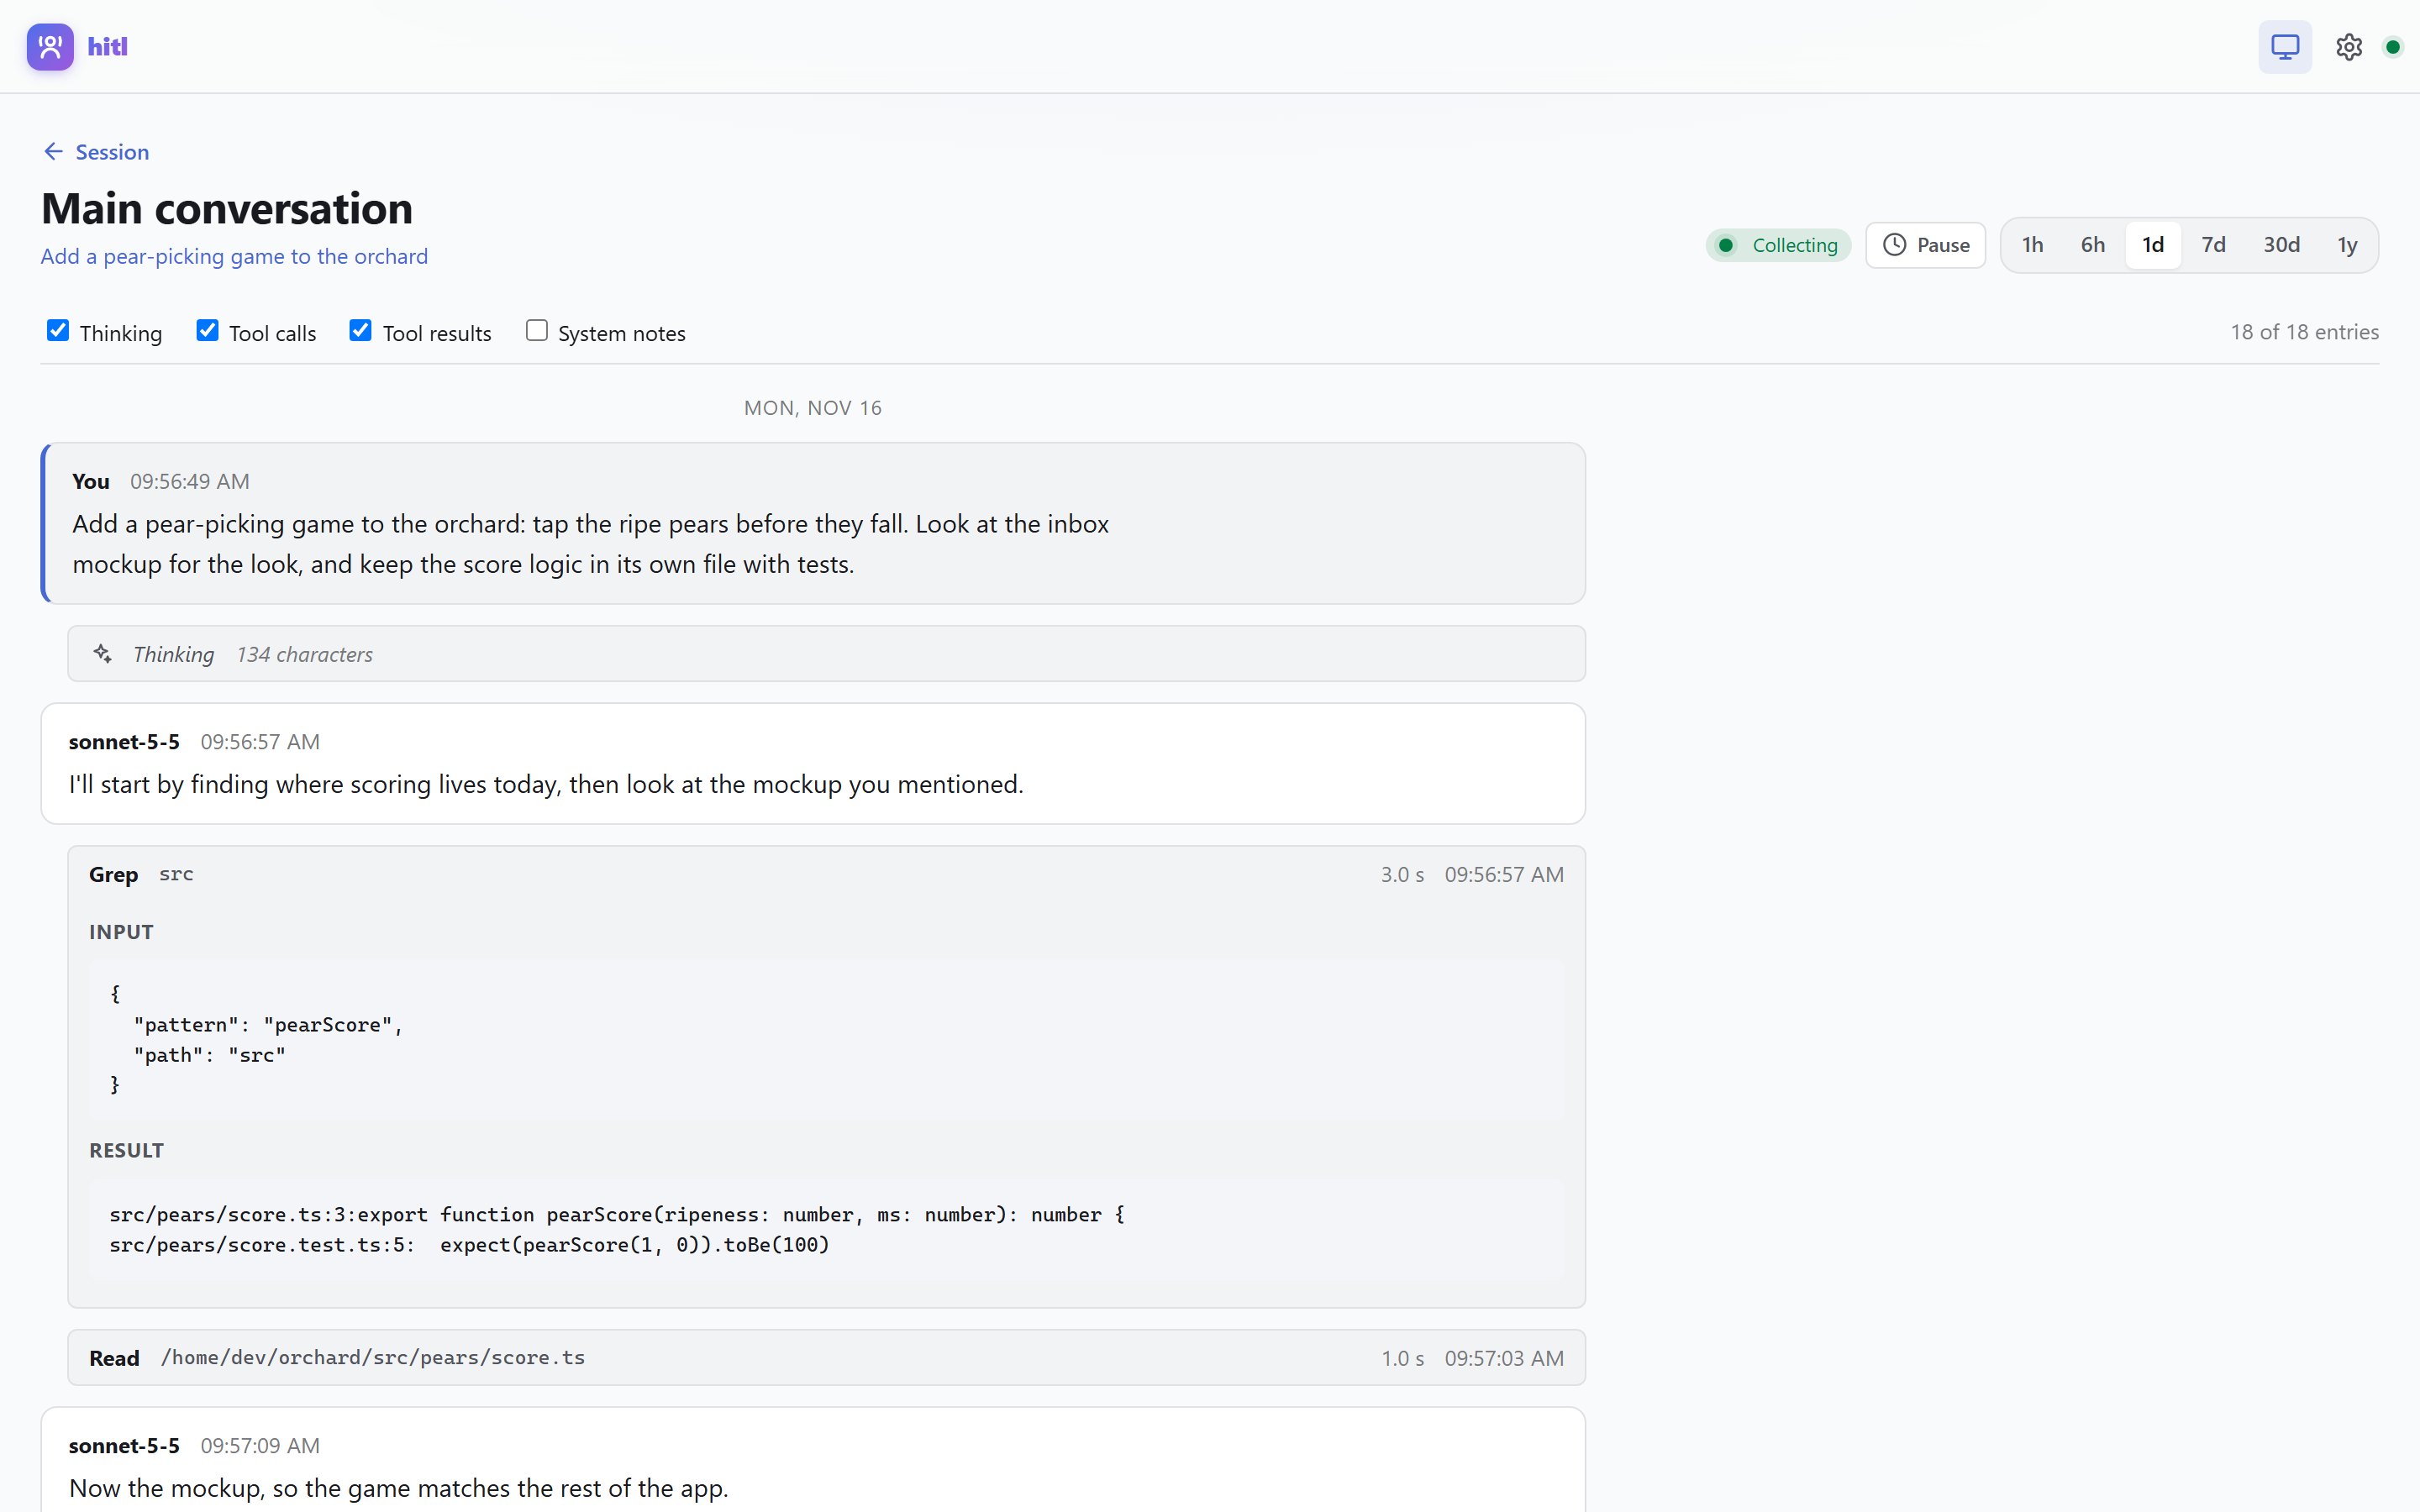 hitl
Session
Main conversation
Add a pear-picking game to the orchard
Collecting
Pause
1h 6h 1d 7d 30d 1y
Thinking Tool calls Tool results System notes
18 of 18 entries
MON, NOV 16
You 09:56:49 AM
Add a pear-picking game to the orchard: tap the ripe pears before they fall. Look at the inbox
mockup for the look, and keep the score logic in its own file with tests.
Thinking 134 characters
sonnet-5-5 09:56:57 AM
I'll start by finding where scoring lives today, then look at the mockup you mentioned.
Grep src 3.0 s 09:56:57 AM
INPUT
{
  "pattern": "pearScore",
  "path": "src"
}
RESULT
src/pears/score.ts:3:export function pearScore(ripeness: number, ms: number): number {
src/pears/score.test.ts:5:  expect(pearScore(1, 0)).toBe(100)
Read /home/dev/orchard/src/pears/score.ts 1.0 s 09:57:03 AM
sonnet-5-5 09:57:09 AM
Now the mockup, so the game matches the rest of the app.